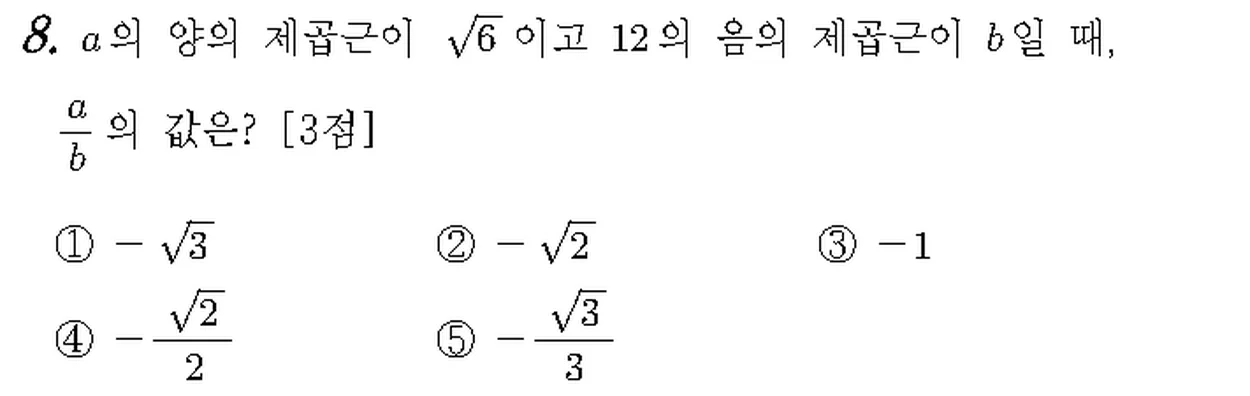 8. a의 양의 제곱근이 √6 이고 12의 음의 제곱근이 b일 때,
a/b 의 값은? [3점]
① -√3 ② -√2 ③ -1
④ -√2/2 ⑤ -√3/3